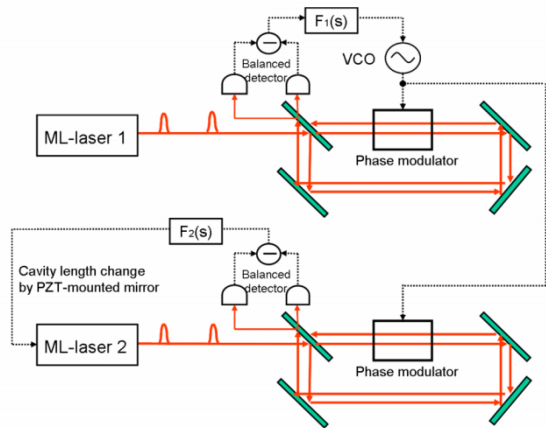 F1(s)
VCO
Balanced
detector
ML-laser 1
Phase modulator
F2(s)
Cavity length change
by PZT-mounted mirror
Balanced
detector
ML-laser 2
Phase modulator